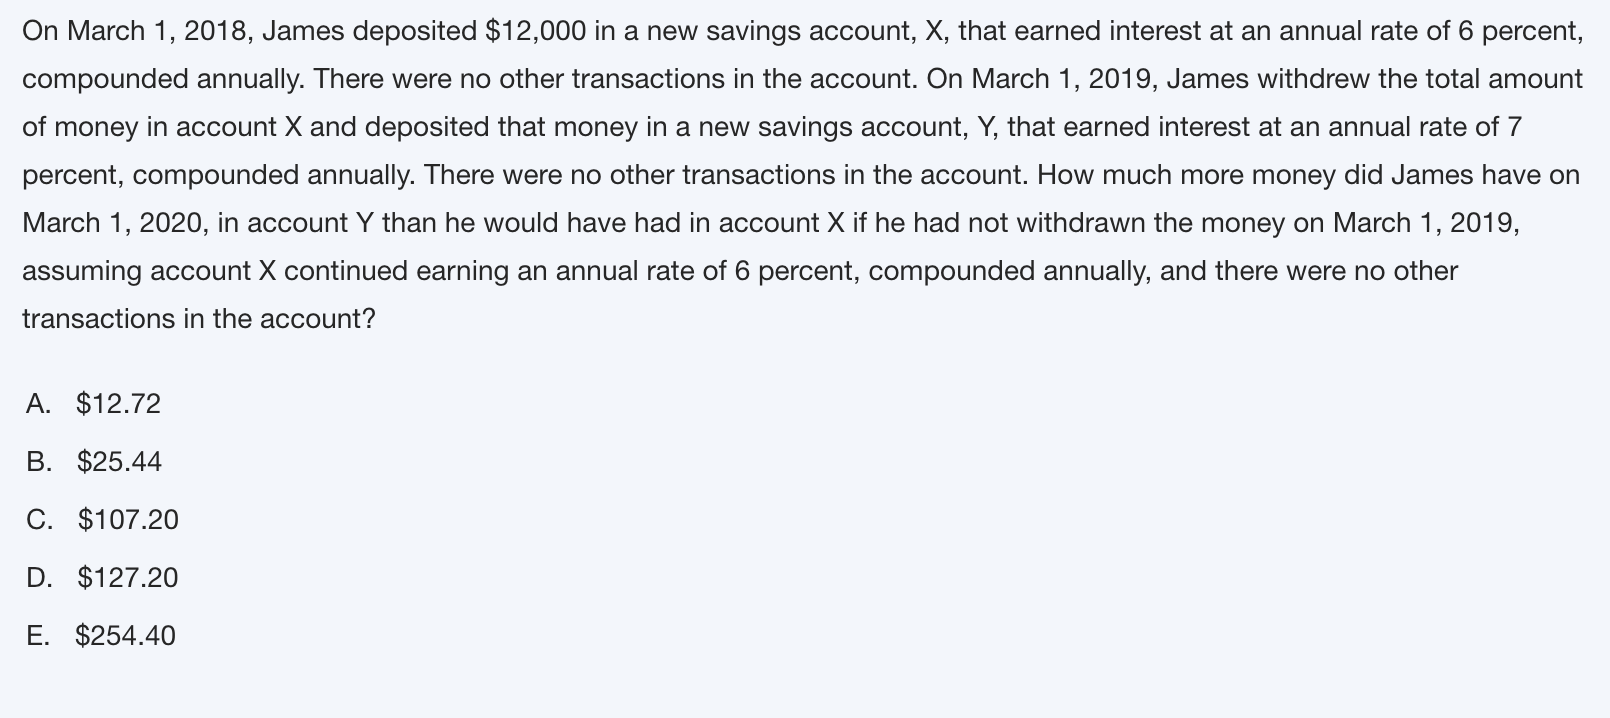 On March 1, 2018, James deposited $12,000 in a new savings account, X, that earned interest at an annual rate of 6 percent,
compounded annually. There were no other transactions in the account. On March 1, 2019, James withdrew the total amount
of money in account X and deposited that money in a new savings account, Y, that earned interest at an annual rate of 7
percent, compounded annually. There were no other transactions in the account. How much more money did James have on
March 1, 2020, in account Y than he would have had in account X if he had not withdrawn the money on March 1, 2019,
assuming account X continued earning an annual rate of 6 percent, compounded annually, and there were no other
transactions in the account?
A. $12.72
B. $25.44
C. $107.20
D. $127.20
E. $254.40